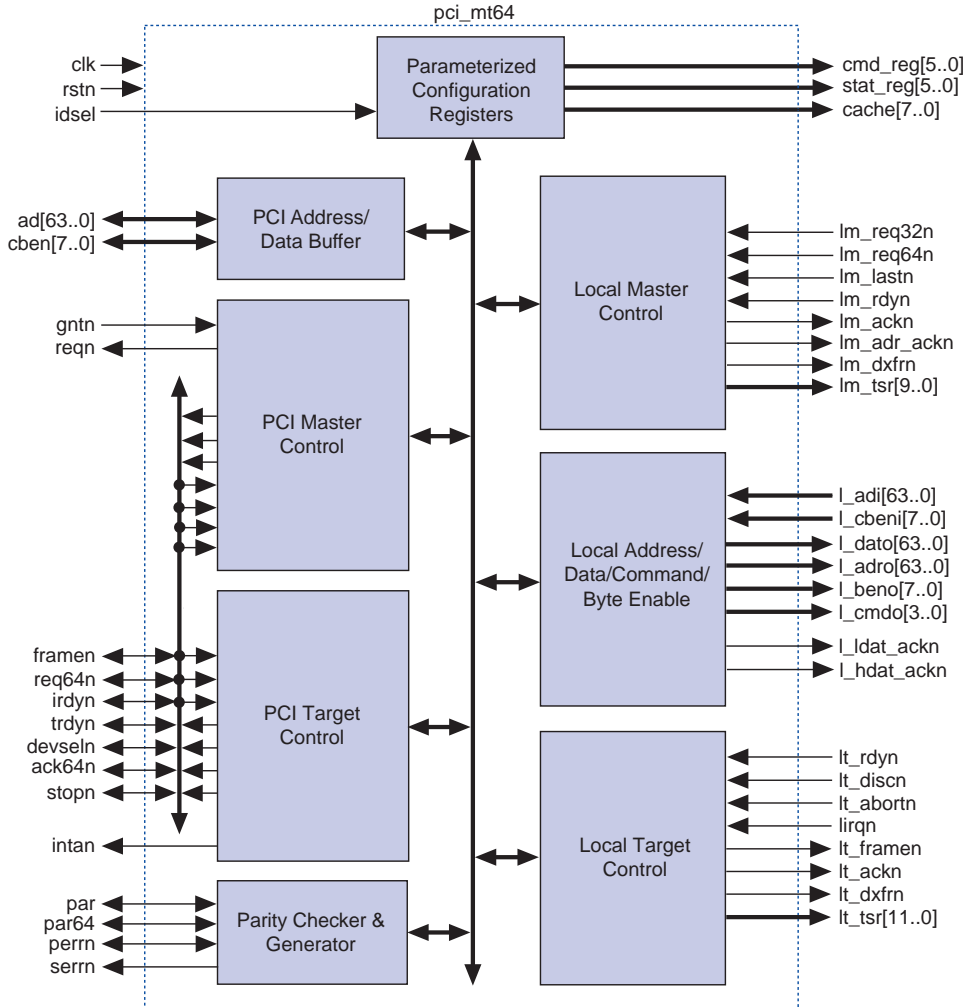 pci_mt64
clk
rstn
idsel
Parameterized
Configuration
Registers
cmd_reg[5..0]
stat_reg[5..0]
cache[7..0]
ad[63..0]
cben[7..0]
PCI Address/
Data Buffer
gntn
reqn
PCI Master
Control
framen
req64n
irdyn
trdyn
devseln
ack64n
stopn
intan
PCI Target
Control
par
par64
perrn
serrn
Parity Checker &
Generator
Local Master
Control
lm_req32n
lm_req64n
lm_lastn
lm_rdyn
lm_ackn
lm_adr_ackn
lm_dxfrn
lm_tsr[9..0]
Local Address/
Data/Command/
Byte Enable
l_adi[63..0]
l_cbeni[7..0]
l_dato[63..0]
l_adro[63..0]
l_beno[7..0]
l_cmdo[3..0]
l_ldat_ackn
l_hdat_ackn
Local Target
Control
lt_rdyn
lt_discn
lt_abortn
lirqn
lt_framen
lt_ackn
lt_dxfrn
lt_tsr[11..0]